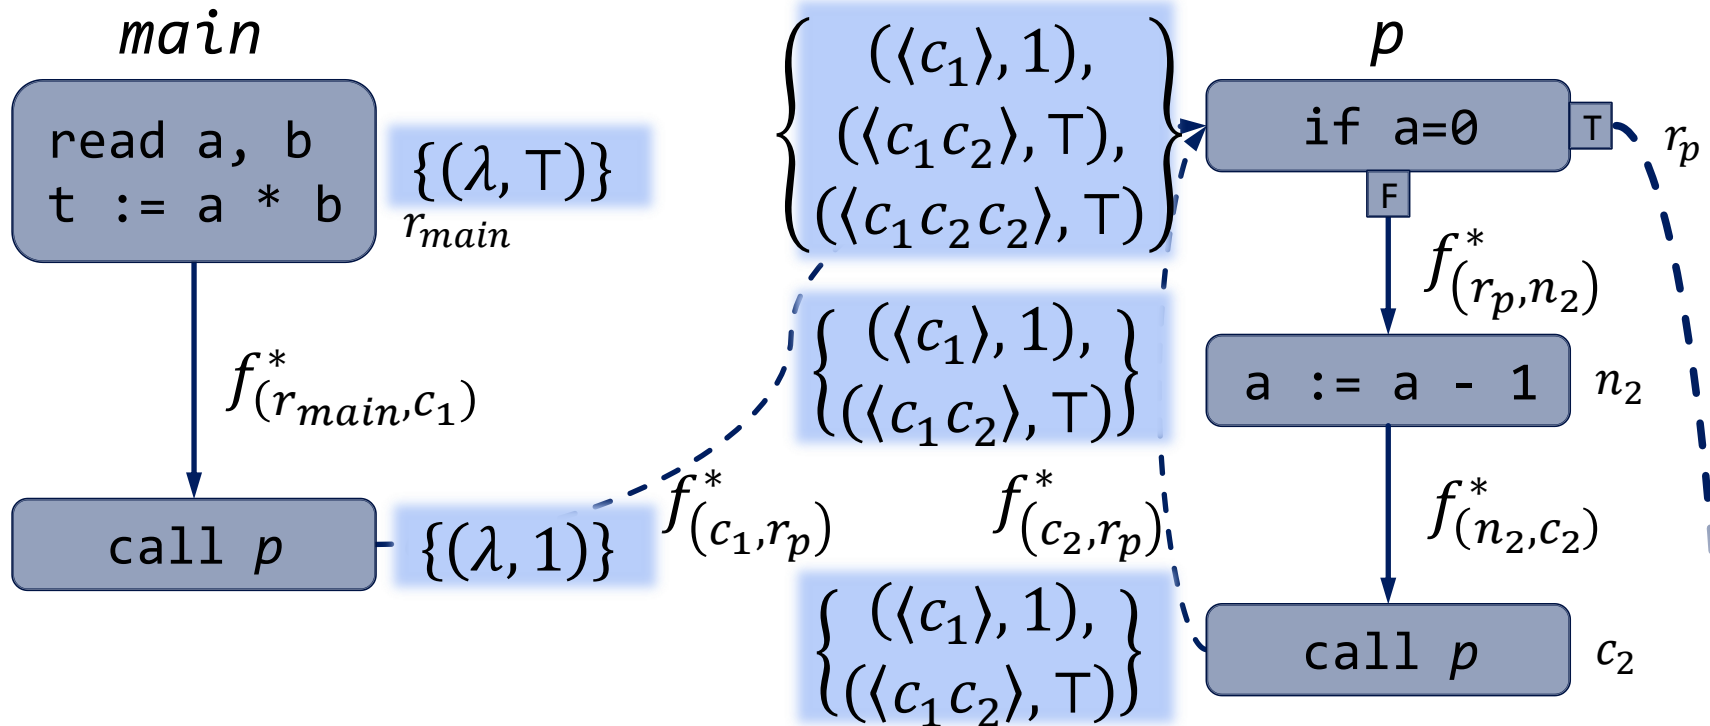 main
read a, b
t := a * b
{(λ, ⊤)}
r_main
f*_(r_main,c_1)
call p
{(λ, 1)}
f*_(c_1,r_p)
{(⟨c_1⟩, 1),
(⟨c_1c_2⟩, ⊤),
(⟨c_1c_2c_2⟩, ⊤)}
{(⟨c_1⟩, 1),
(⟨c_1c_2⟩, ⊤)}
f*_(c_2,r_p)
{(⟨c_1⟩, 1),
(⟨c_1c_2⟩, ⊤)}
p
if a=0
T
r_p
F
f*_(r_p,n_2)
a := a - 1
n_2
f*_(n_2,c_2)
call p
c_2